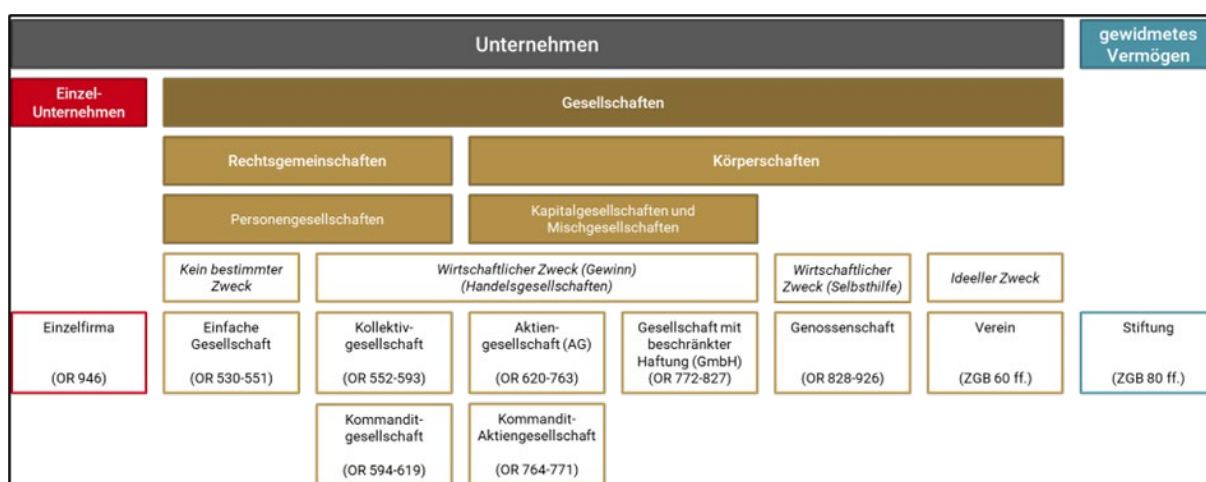 Unternehmen
gewidmetes
Vermögen
Einzel-
Unternehmen
Gesellschaften
Rechtsgemeinschaften
Körperschaften
Personengesellschaften
Kapitalgesellschaften und
Mischgesellschaften
Kein bestimmter
Zweck
Wirtschaftlicher Zweck (Gewinn)
(Handelsgesellschaften)
Wirtschaftlicher
Zweck (Selbsthilfe)
Ideeller Zweck
Einzelfirma
(OR 946)
Einfache
Gesellschaft
(OR 530-551)
Kollektiv-
gesellschaft
(OR 552-593)
Aktien-
gesellschaft (AG)
(OR 620-763)
Gesellschaft mit
beschränkter
Haftung (GmbH)
(OR 772-827)
Genossenschaft
(OR 828-926)
Verein
(ZGB 60 ff.)
Stiftung
(ZGB 80 ff.)
Kommandit-
gesellschaft
(OR 594-619)
Kommandit-
Aktiengesellschaft
(OR 764-771)